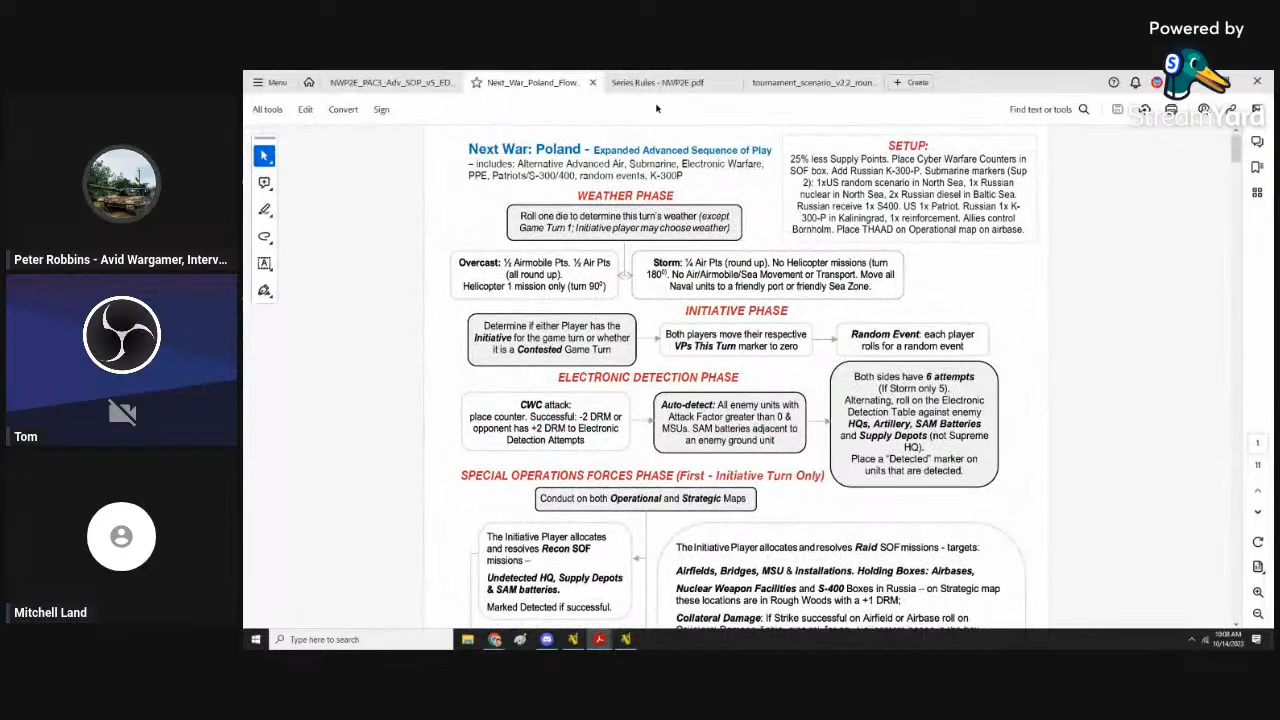 Powered by
StreamYard
Menu
NWP2E_PAC3_Adv_SOP_v5_ED...
Next_War_Poland_Flow...
Series Rules - NWP2E.pdf
tournament_scenario_v2.2_roun...
Create
All tools
Edit
Convert
Sign
Find text or tools
Next War: Poland - Expanded Advanced Sequence of Play
– includes: Alternative Advanced Air, Submarine, Electronic Warfare,
PPE, Patriots/S-300/400, random events, K-300P
SETUP:
25% less Supply Points. Place Cyber Warfare Counters in
SOF box. Add Russian K-300-P. Submarine markers (Sup
2): 1xUS random scenario in North Sea, 1x Russian
nuclear in North Sea, 2x Russian diesel in Baltic Sea.
Russian receive 1x S400. US 1x Patriot. Russian 1x K-
300-P in Kaliningrad, 1x reinforcement. Allies control
Bornholm. Place THAAD on Operational map on airbase.
WEATHER PHASE
Roll one die to determine this turn's weather (except
Game Turn 1; Initiative player may choose weather)
Overcast: ½ Airmobile Pts. ½ Air Pts
(all round up).
Helicopter 1 mission only (turn 90⁰)
Storm: ¼ Air Pts (round up). No Helicopter missions (turn
180⁰). No Air/Airmobile/Sea Movement or Transport. Move all
Naval units to a friendly port or friendly Sea Zone.
INITIATIVE PHASE
Determine if either Player has the
Initiative for the game turn or whether
it is a Contested Game Turn
Both players move their respective
VPs This Turn marker to zero
Random Event: each player
rolls for a random event
ELECTRONIC DETECTION PHASE
CWC attack:
place counter. Successful: -2 DRM or
opponent has +2 DRM to Electronic
Detection Attempts
Auto-detect: All enemy units with
Attack Factor greater than 0 &
MSUs. SAM batteries adjacent to
an enemy ground unit
Both sides have 6 attempts
(If Storm only 5).
Alternating, roll on the Electronic
Detection Table against enemy
HQs, Artillery, SAM Batteries
and Supply Depots (not Supreme
HQ).
Place a "Detected" marker on
units that are detected.
SPECIAL OPERATIONS FORCES PHASE (First - Initiative Turn Only)
Conduct on both Operational and Strategic Maps
The Initiative Player allocates
and resolves Recon SOF
missions –
Undetected HQ, Supply Depots
& SAM batteries.
Marked Detected if successful.
The Initiative Player allocates and resolves Raid SOF missions - targets:
Airfields, Bridges, MSU & Installations. Holding Boxes: Airbases,
Nuclear Weapon Facilities and S-400 Boxes in Russia – on Strategic map
these locations are in Rough Woods with a +1 DRM;
Collateral Damage: If Strike successful on Airfield or Airbase roll on
1
11
Peter Robbins - Avid Wargamer, Interv...
Tom
Mitchell Land
Type here to search
10:08 AM
10/14/2023